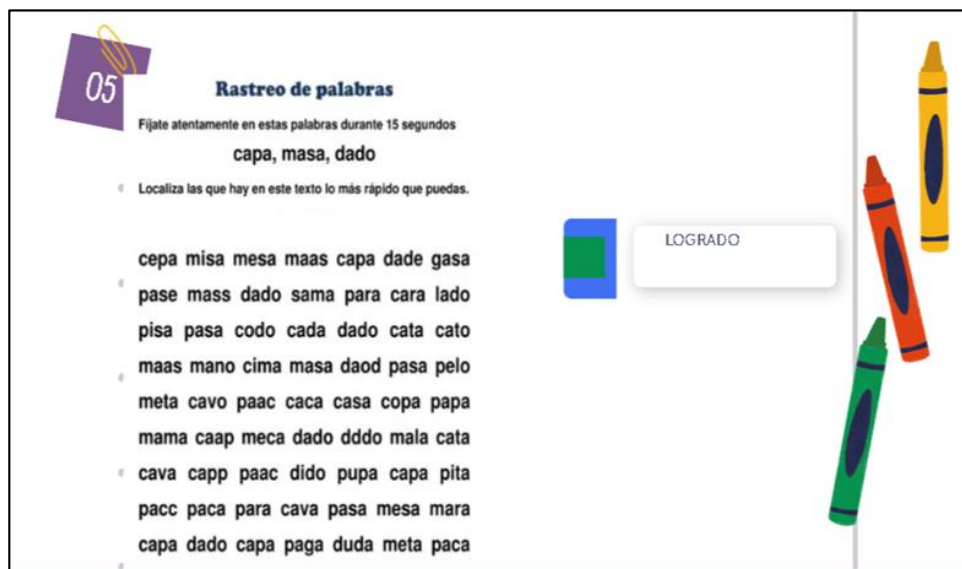 05
Rastreo de palabras
Fíjate atentamente en estas palabras durante 15 segundos
capa, masa, dado
Localiza las que hay en este texto lo más rápido que puedas.
cepa misa mesa maas capa dade gasa
pase mass dado sama para cara lado
pisa pasa codo cada dado cata cato
maas mano cima masa daod pasa pelo
meta cavo paac caca casa copa papa
mama caap meca dado dddo mala cata
cava capp paac dido pupa capa pita
pacc paca para cava pasa mesa mara
capa dado capa paga duda meta paca
LOGRADO